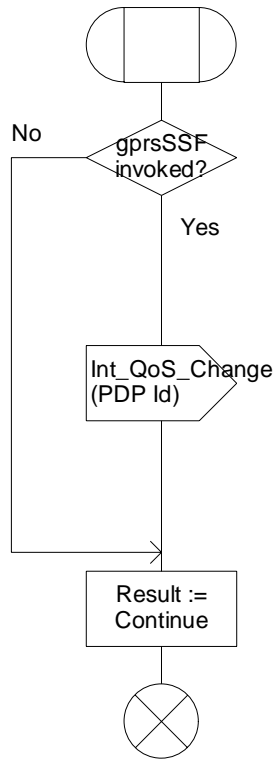 No
gprsSSF
invoked?
Yes
Int_QoS_Change
(PDP Id)
Result :=
Continue